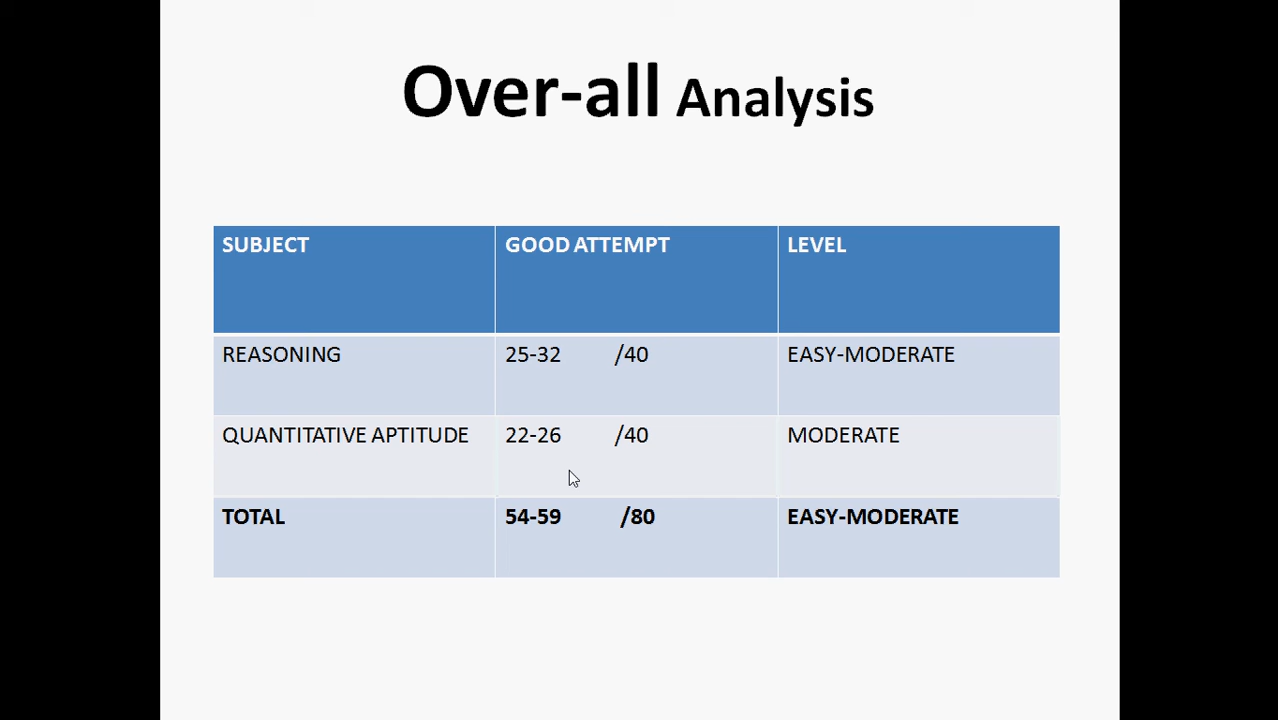 Over-all Analysis
SUBJECT GOOD ATTEMPT LEVEL
REASONING 25-32 /40 EASY-MODERATE
QUANTITATIVE APTITUDE 22-26 /40 MODERATE
TOTAL 54-59 /80 EASY-MODERATE